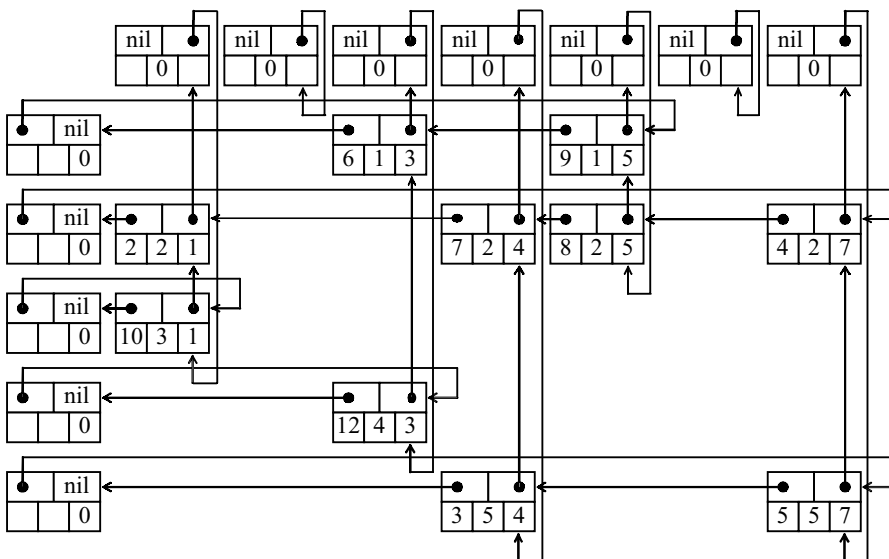 nil nil nil nil nil nil nil
0 0 0 0 0 0 0
nil
0 6 1 3 9 1 5
nil
0 2 2 1 7 2 4 8 2 5 4 2 7
nil
0 10 3 1
nil
0 12 4 3
nil
0 3 5 4 5 5 7